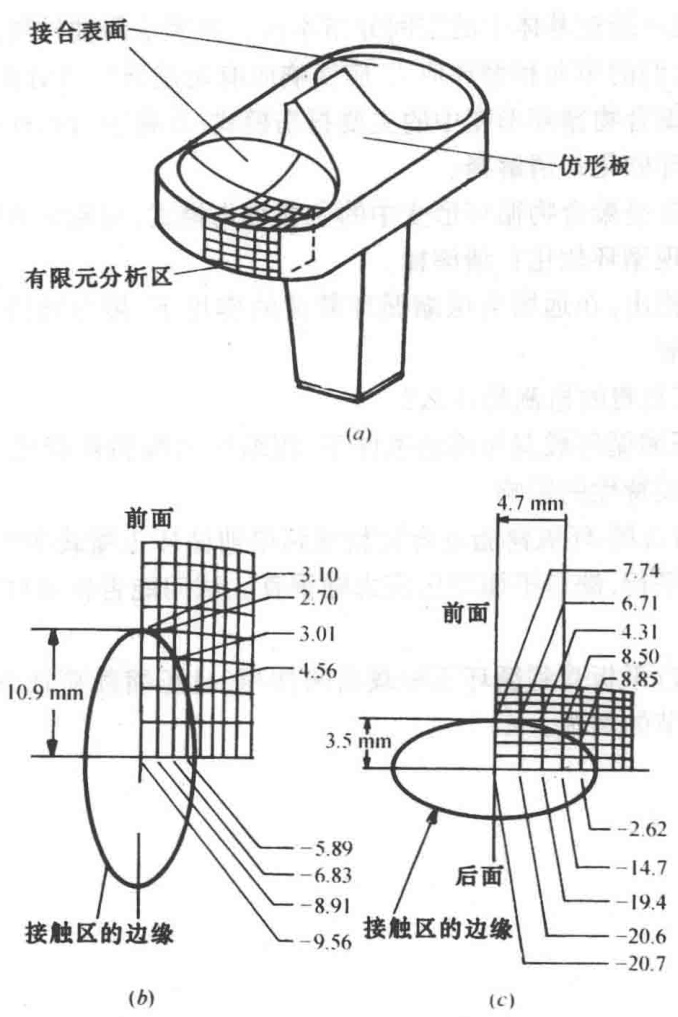 接合表面
仿形板
有限元分析区
(a)
前面
3.10
2.70
3.01
4.56
10.9 mm
-5.89
-6.83
-8.91
-9.56
接触区的边缘
(b)
4.7 mm
7.74
前面
6.71
4.31
8.50
8.85
3.5 mm
-2.62
-14.7
后面
-19.4
接触区的边缘
-20.6
-20.7
(c)